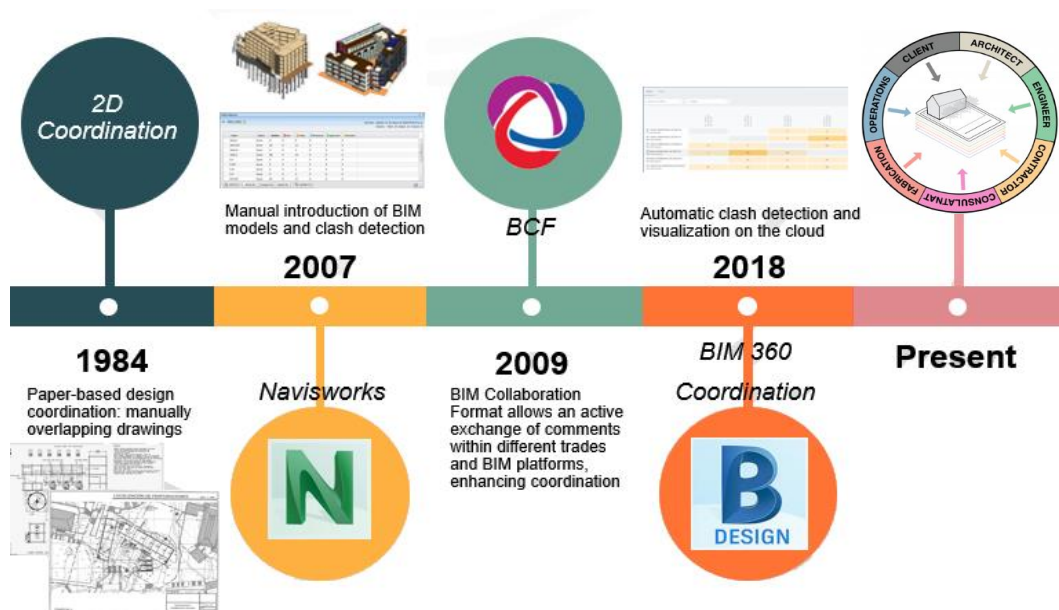 2D
Coordination
1984
Paper-based design
coordination: manually
overlapping drawings
Manual introduction of BIM
models and clash detection
2007
Navisworks
N
BCF
2009
BIM Collaboration
Format allows an active
exchange of comments
within different trades
and BIM platforms,
enhancing coordination
Automatic clash detection and
visualization on the cloud
2018
BIM 360
Coordination
B
DESIGN
CLIENT
ARCHITECT
ENGINEER
CONTRACTOR
CONSULATNAT
FABRICATION
OPERATIONS
Present